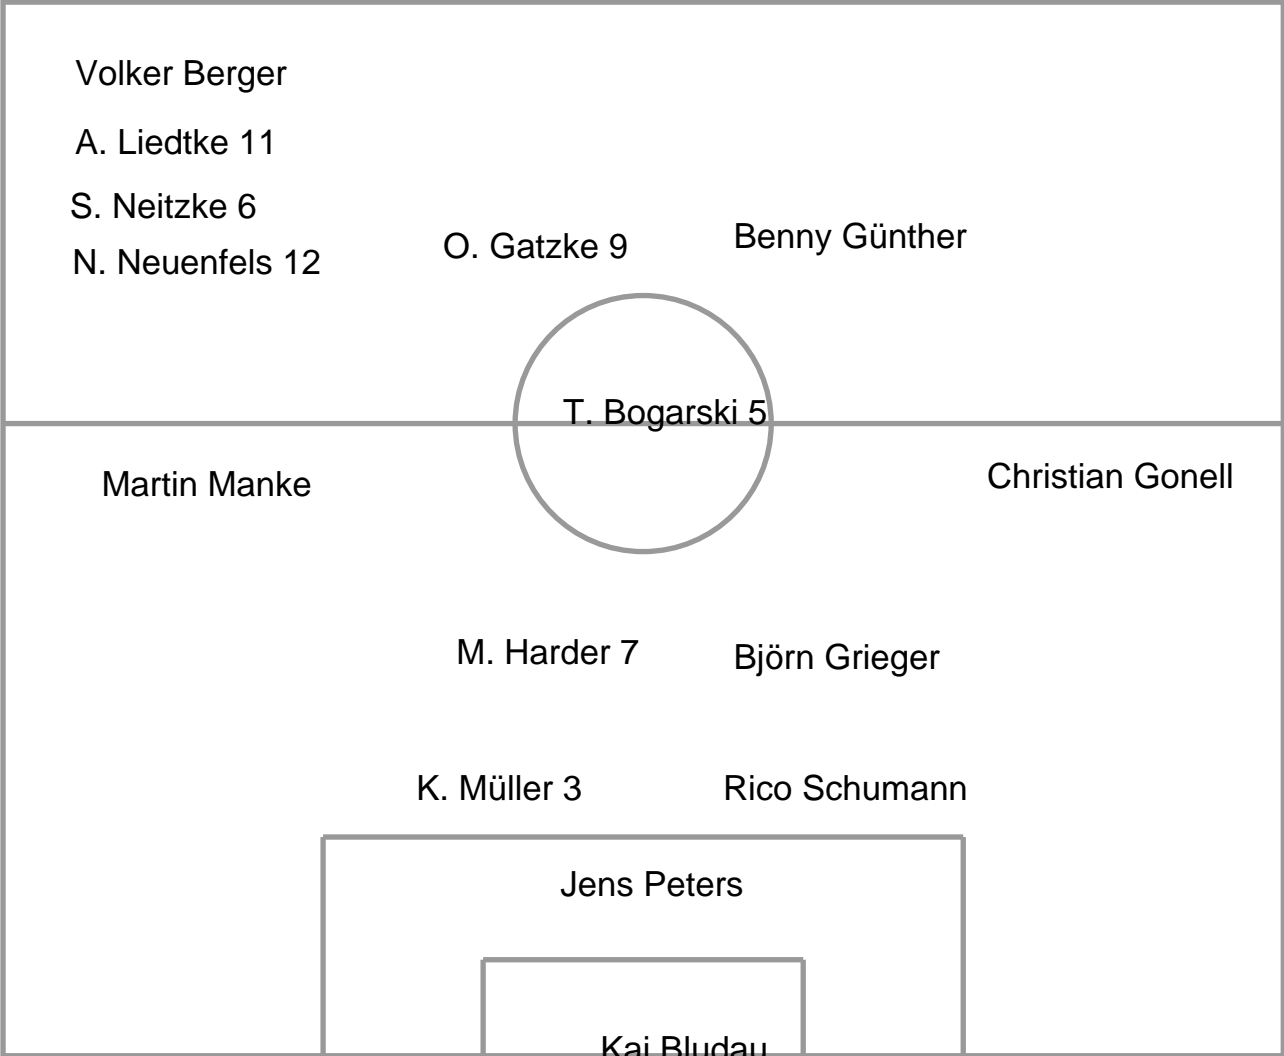 Volker Berger
A. Liedtke 11
S. Neitzke 6
N. Neuenfels 12
O. Gatzke 9
Benny Günther
T. Bogarski 5
Martin Manke
Christian Gonell
M. Harder 7
Björn Grieger
K. Müller 3
Rico Schumann
Jens Peters
Kai Bludau